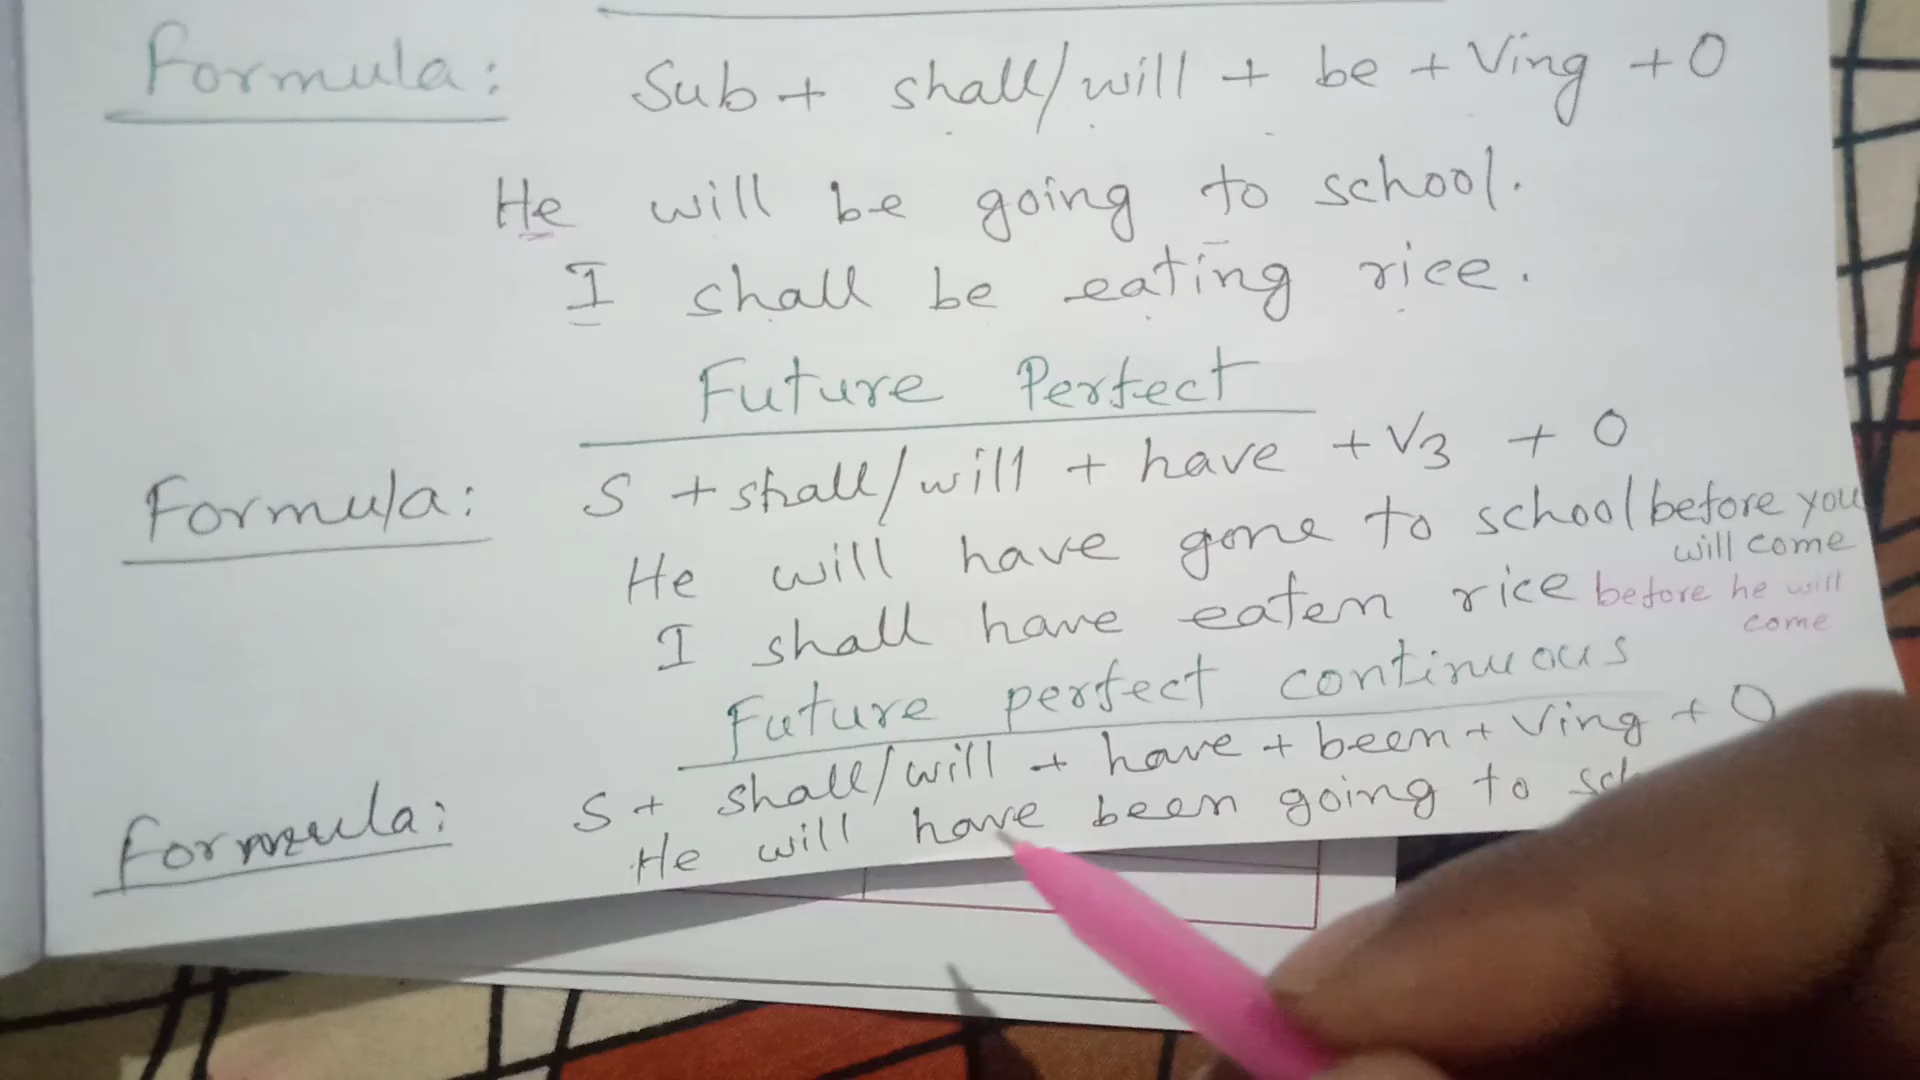 Formula: Sub + shall/will + be + Ving + O
He will be going to school.
I shall be eating rice.
Future Perfect
Formula: S + shall/will + have + V3 + O
He will have gone to school before you
will come
I shall have eaten rice before he will
come
Future perfect continuous
Formula: S + shall/will + have + been + Ving + O
He will have been going to